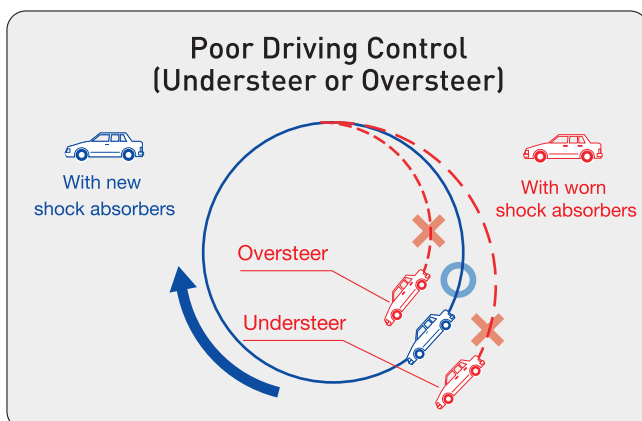 Poor Driving Control
(Understeer or Oversteer)
With new
shock absorbers
With worn
shock absorbers
Oversteer
Understeer